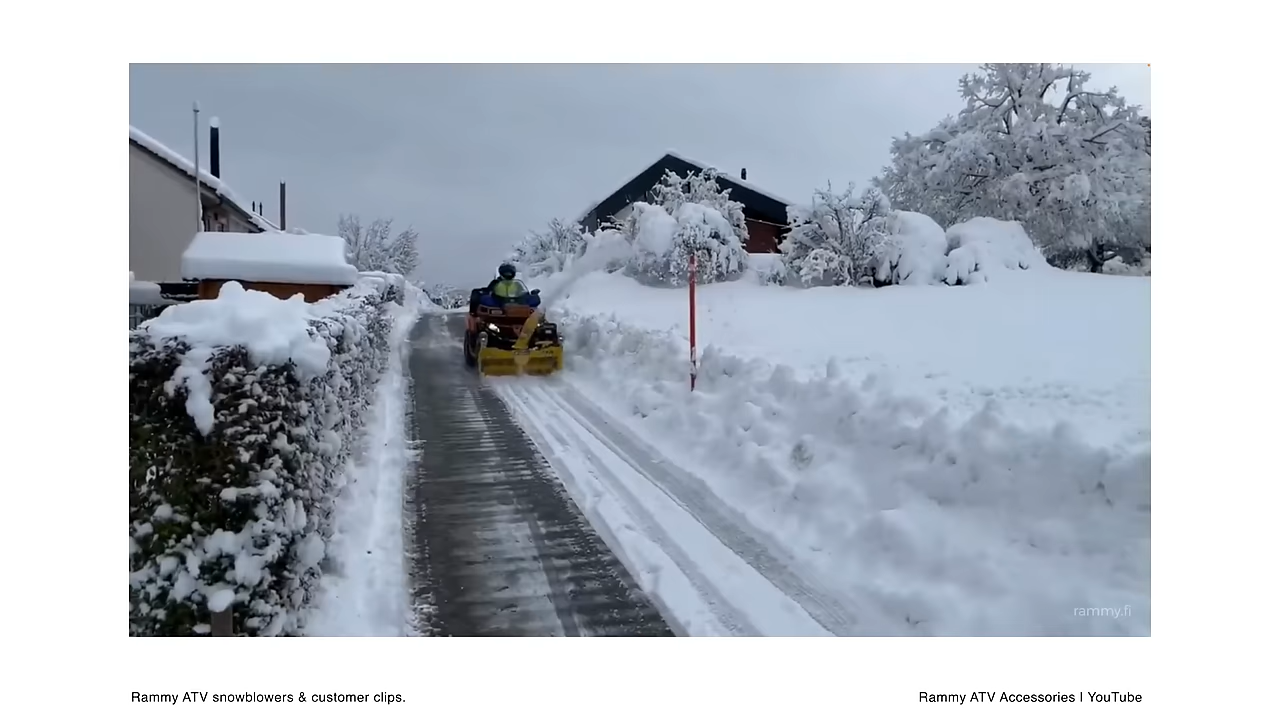 rammy.fi
Rammy ATV snowblowers & customer clips.
Rammy ATV Accessories | YouTube